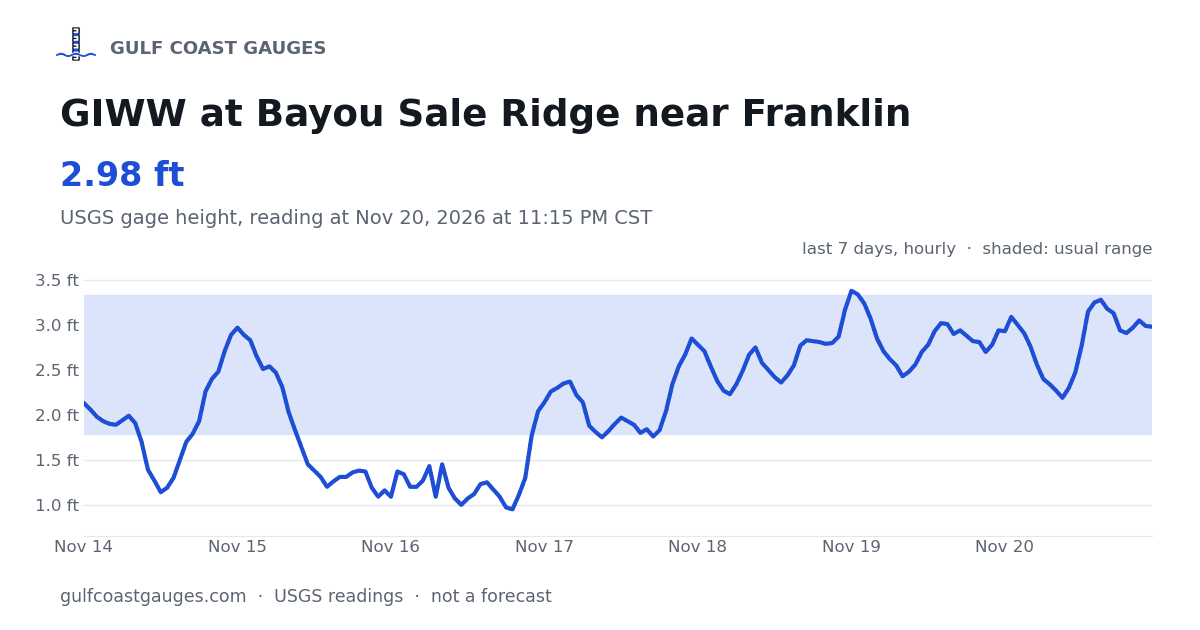 GULF COAST GAUGES
GIWW at Bayou Sale Ridge near Franklin
2.98 ft
USGS gage height, reading at Nov 20, 2026 at 11:15 PM CST
last 7 days, hourly · shaded: usual range
3.5 ft
3.0 ft
2.5 ft
2.0 ft
1.5 ft
1.0 ft
Nov 14 Nov 15 Nov 16 Nov 17 Nov 18 Nov 19 Nov 20
gulfcoastgauges.com · USGS readings · not a forecast